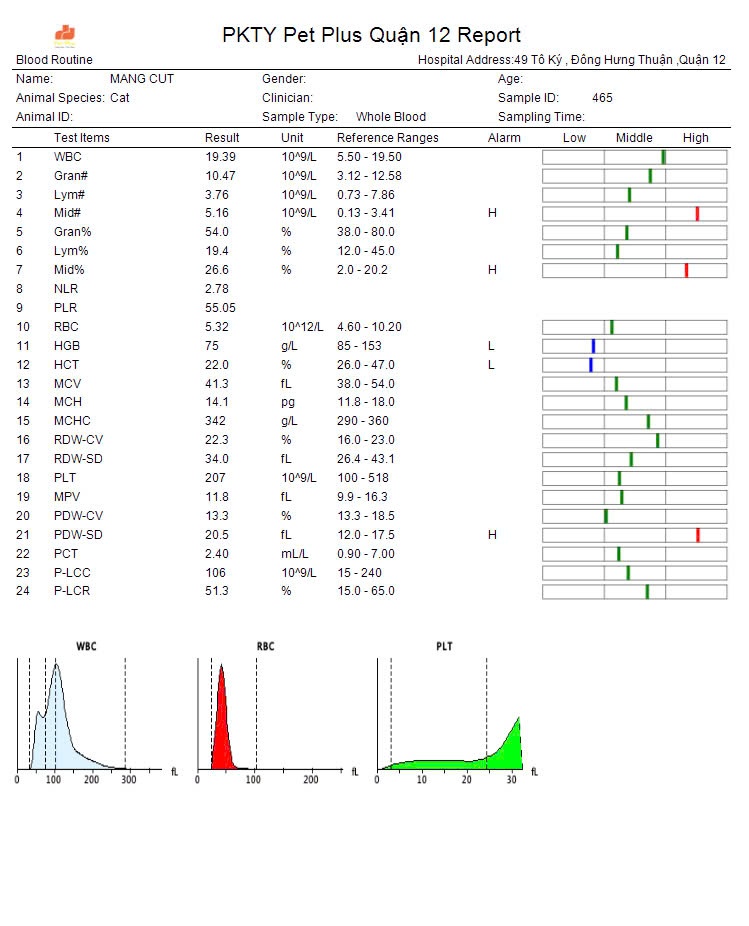 PKTY Pet Plus Quận 12 Report
Blood Routine Hospital Address:49 Tô Ký , Đông Hưng Thuận ,Quận 12
Name: MANG CUT Gender: Age:
Animal Species: Cat Clinician: Sample ID: 465
Animal ID: Sample Type: Whole Blood Sampling Time:
Test Items Result Unit Reference Ranges Alarm Low Middle High
1 WBC 19.39 10^9/L 5.50 - 19.50
2 Gran# 10.47 10^9/L 3.12 - 12.58
3 Lym# 3.76 10^9/L 0.73 - 7.86
4 Mid# 5.16 10^9/L 0.13 - 3.41 H
5 Gran% 54.0 % 38.0 - 80.0
6 Lym% 19.4 % 12.0 - 45.0
7 Mid% 26.6 % 2.0 - 20.2 H
8 NLR 2.78
9 PLR 55.05
10 RBC 5.32 10^12/L 4.60 - 10.20
11 HGB 75 g/L 85 - 153 L
12 HCT 22.0 % 26.0 - 47.0 L
13 MCV 41.3 fL 38.0 - 54.0
14 MCH 14.1 pg 11.8 - 18.0
15 MCHC 342 g/L 290 - 360
16 RDW-CV 22.3 % 16.0 - 23.0
17 RDW-SD 34.0 fL 26.4 - 43.1
18 PLT 207 10^9/L 100 - 518
19 MPV 11.8 fL 9.9 - 16.3
20 PDW-CV 13.3 % 13.3 - 18.5
21 PDW-SD 20.5 fL 12.0 - 17.5 H
22 PCT 2.40 mL/L 0.90 - 7.00
23 P-LCC 106 10^9/L 15 - 240
24 P-LCR 51.3 % 15.0 - 65.0
WBC RBC PLT
0 100 200 300 fL 0 100 200 fL 0 10 20 30 fL